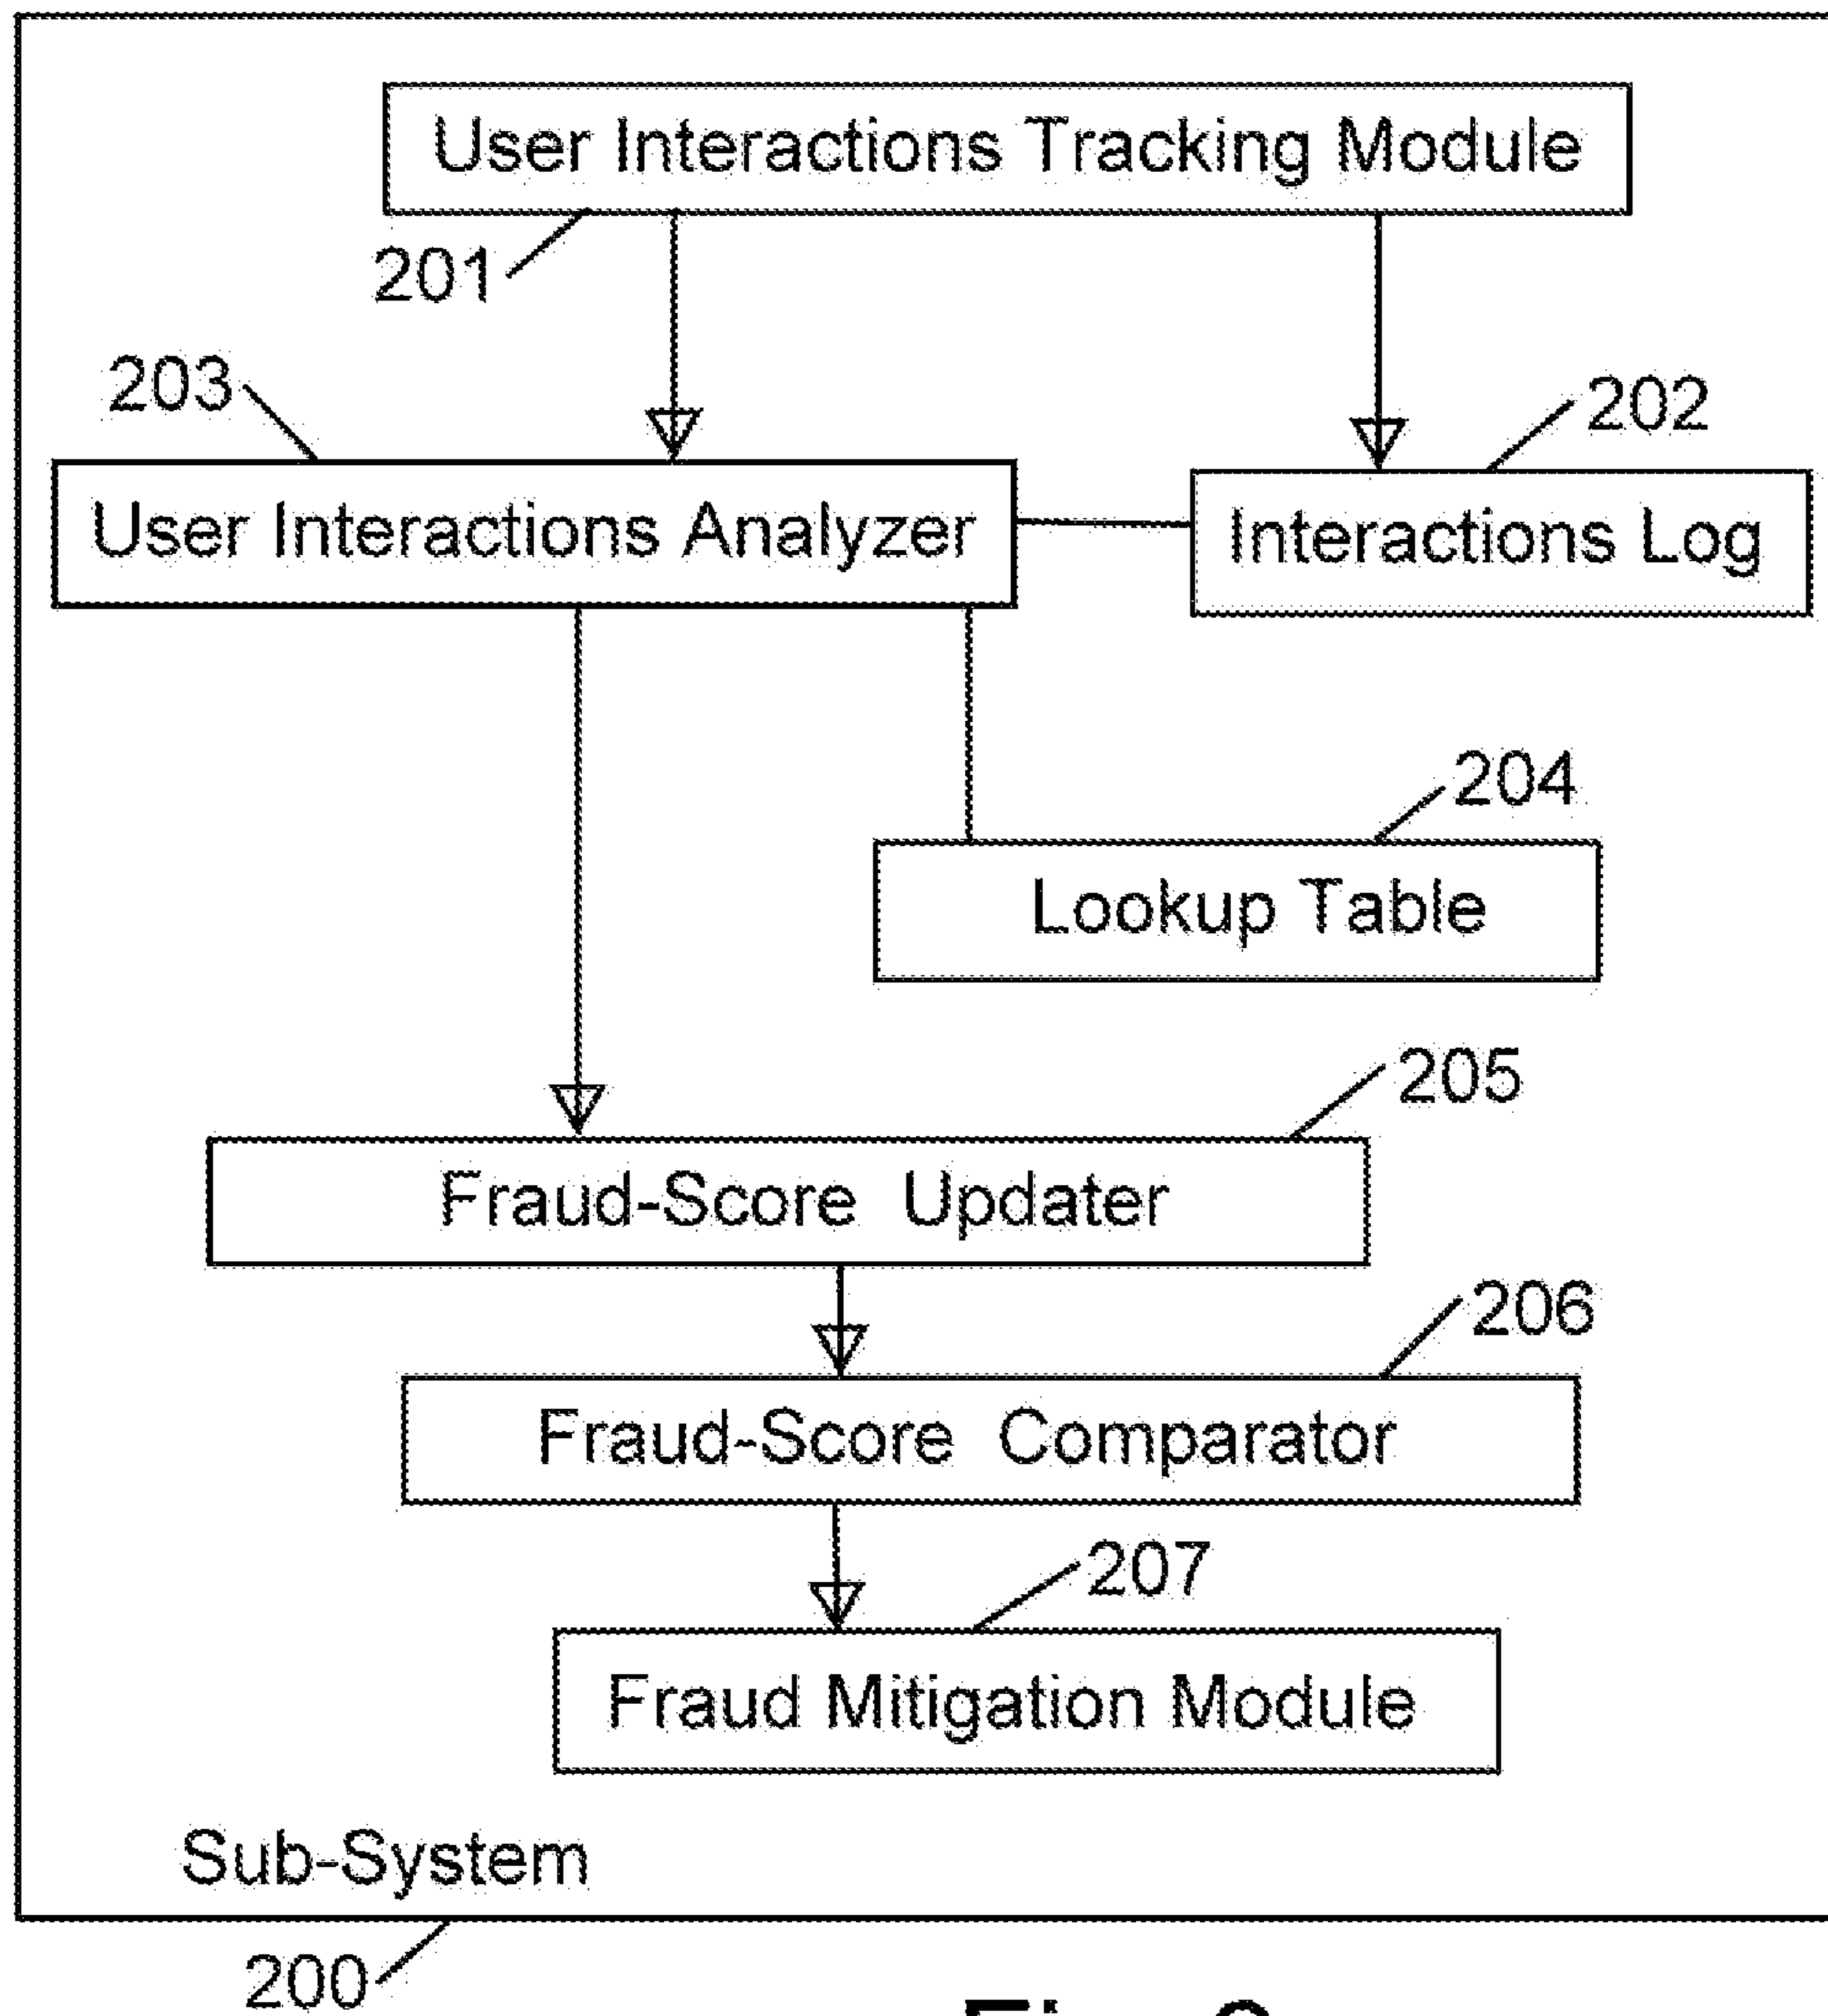 User Interactions Tracking Module
201
203
202
User Interactions Analyzer
Interactions Log
204
Lookup Table
205
Fraud-Score Updater
206
Fraud-Score Comparator
207
Fraud Mitigation Module
Sub-System
200